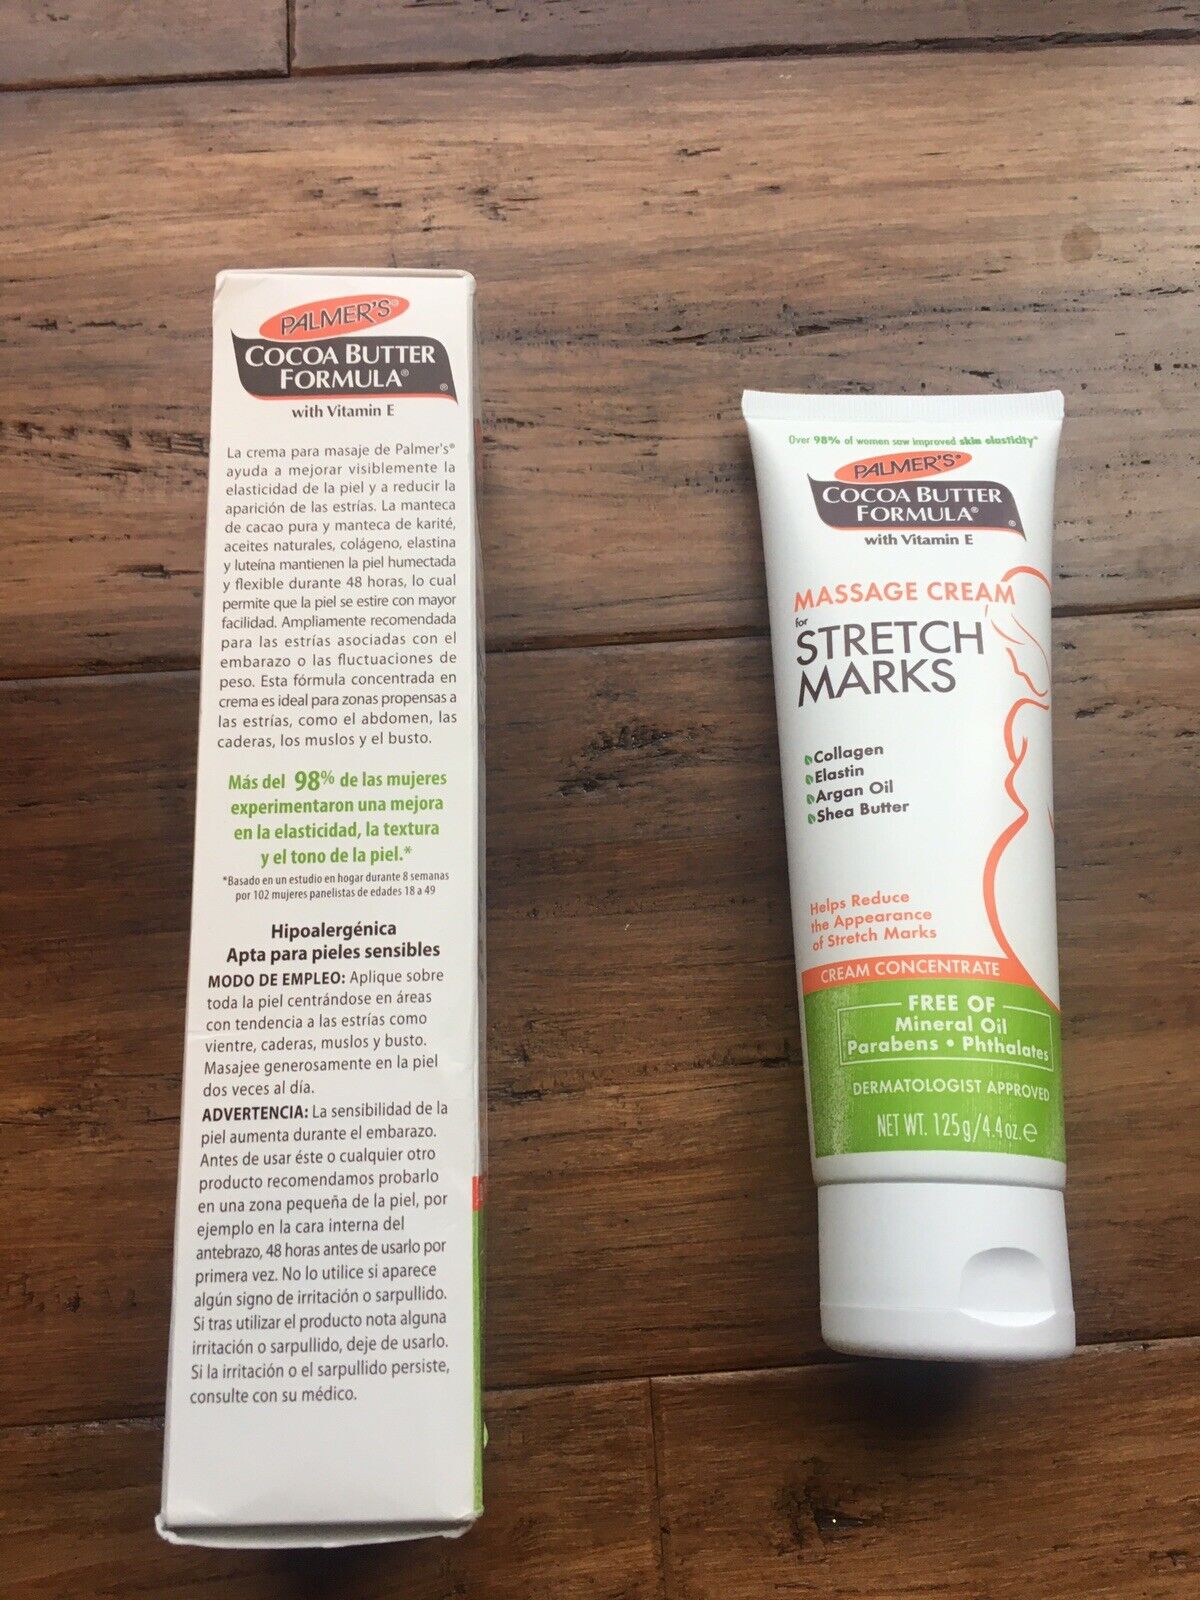 PALMER'S®
COCOA BUTTER
FORMULA®
®
with Vitamin E
La crema para masaje de Palmer's®
ayuda a mejorar visiblemente la
elasticidad de la piel y a reducir la
aparición de las estrías. La manteca
de cacao pura y manteca de karité,
aceites naturales, colágeno, elastina
y luteína mantienen la piel humectada
y flexible durante 48 horas, lo cual
permite que la piel se estire con mayor
facilidad. Ampliamente recomendada
para las estrías asociadas con el
embarazo o las fluctuaciones de
peso. Esta fórmula concentrada en
crema es ideal para zonas propensas a
las estrías, como el abdomen, las
caderas, los muslos y el busto.
Más del 98% de las mujeres
experimentaron una mejora
en la elasticidad, la textura
y el tono de la piel.*
*Basado en un estudio en hogar durante 8 semanas
por 102 mujeres panelistas de edades 18 a 49
Hipoalergénica
Apta para pieles sensibles
MODO DE EMPLEO: Aplique sobre
toda la piel centrándose en áreas
con tendencia a las estrías como
vientre, caderas, muslos y busto.
Masajee generosamente en la piel
dos veces al día.
ADVERTENCIA: La sensibilidad de la
piel aumenta durante el embarazo.
Antes de usar éste o cualquier otro
producto recomendamos probarlo
en una zona pequeña de la piel, por
ejemplo en la cara interna del
antebrazo, 48 horas antes de usarlo por
primera vez. No lo utilice si aparece
algún signo de irritación o sarpullido.
Si tras utilizar el producto nota alguna
irritación o sarpullido, deje de usarlo.
Si la irritación o el sarpullido persiste,
consulte con su médico.
Over 98% of women saw improved skin elasticity*
PALMER'S®
COCOA BUTTER
FORMULA®
®
with Vitamin E
MASSAGE CREAM
for
STRETCH
MARKS
Collagen
Elastin
Argan Oil
Shea Butter
Helps Reduce
the Appearance
of Stretch Marks
CREAM CONCENTRATE
FREE OF
Mineral Oil
Parabens • Phthalates
DERMATOLOGIST APPROVED
NET WT. 125g/4.4oz.℮